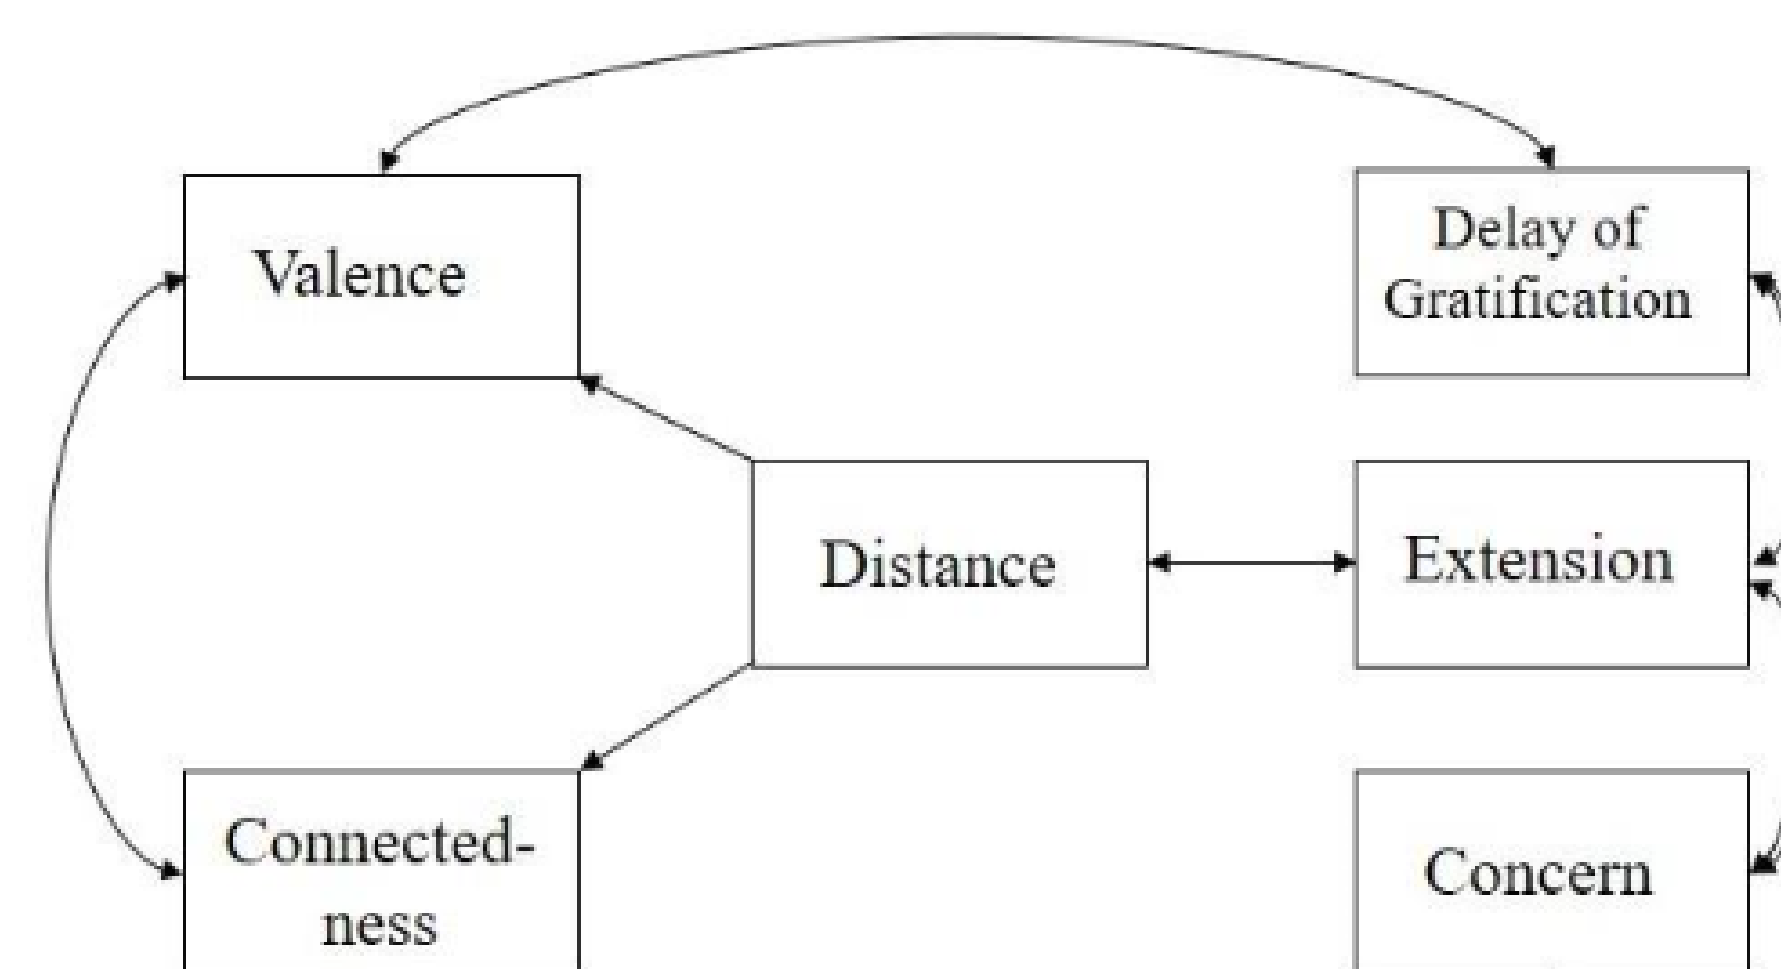 Valence
Delay of
Gratification
Distance
Extension
Connected-
ness
Concern